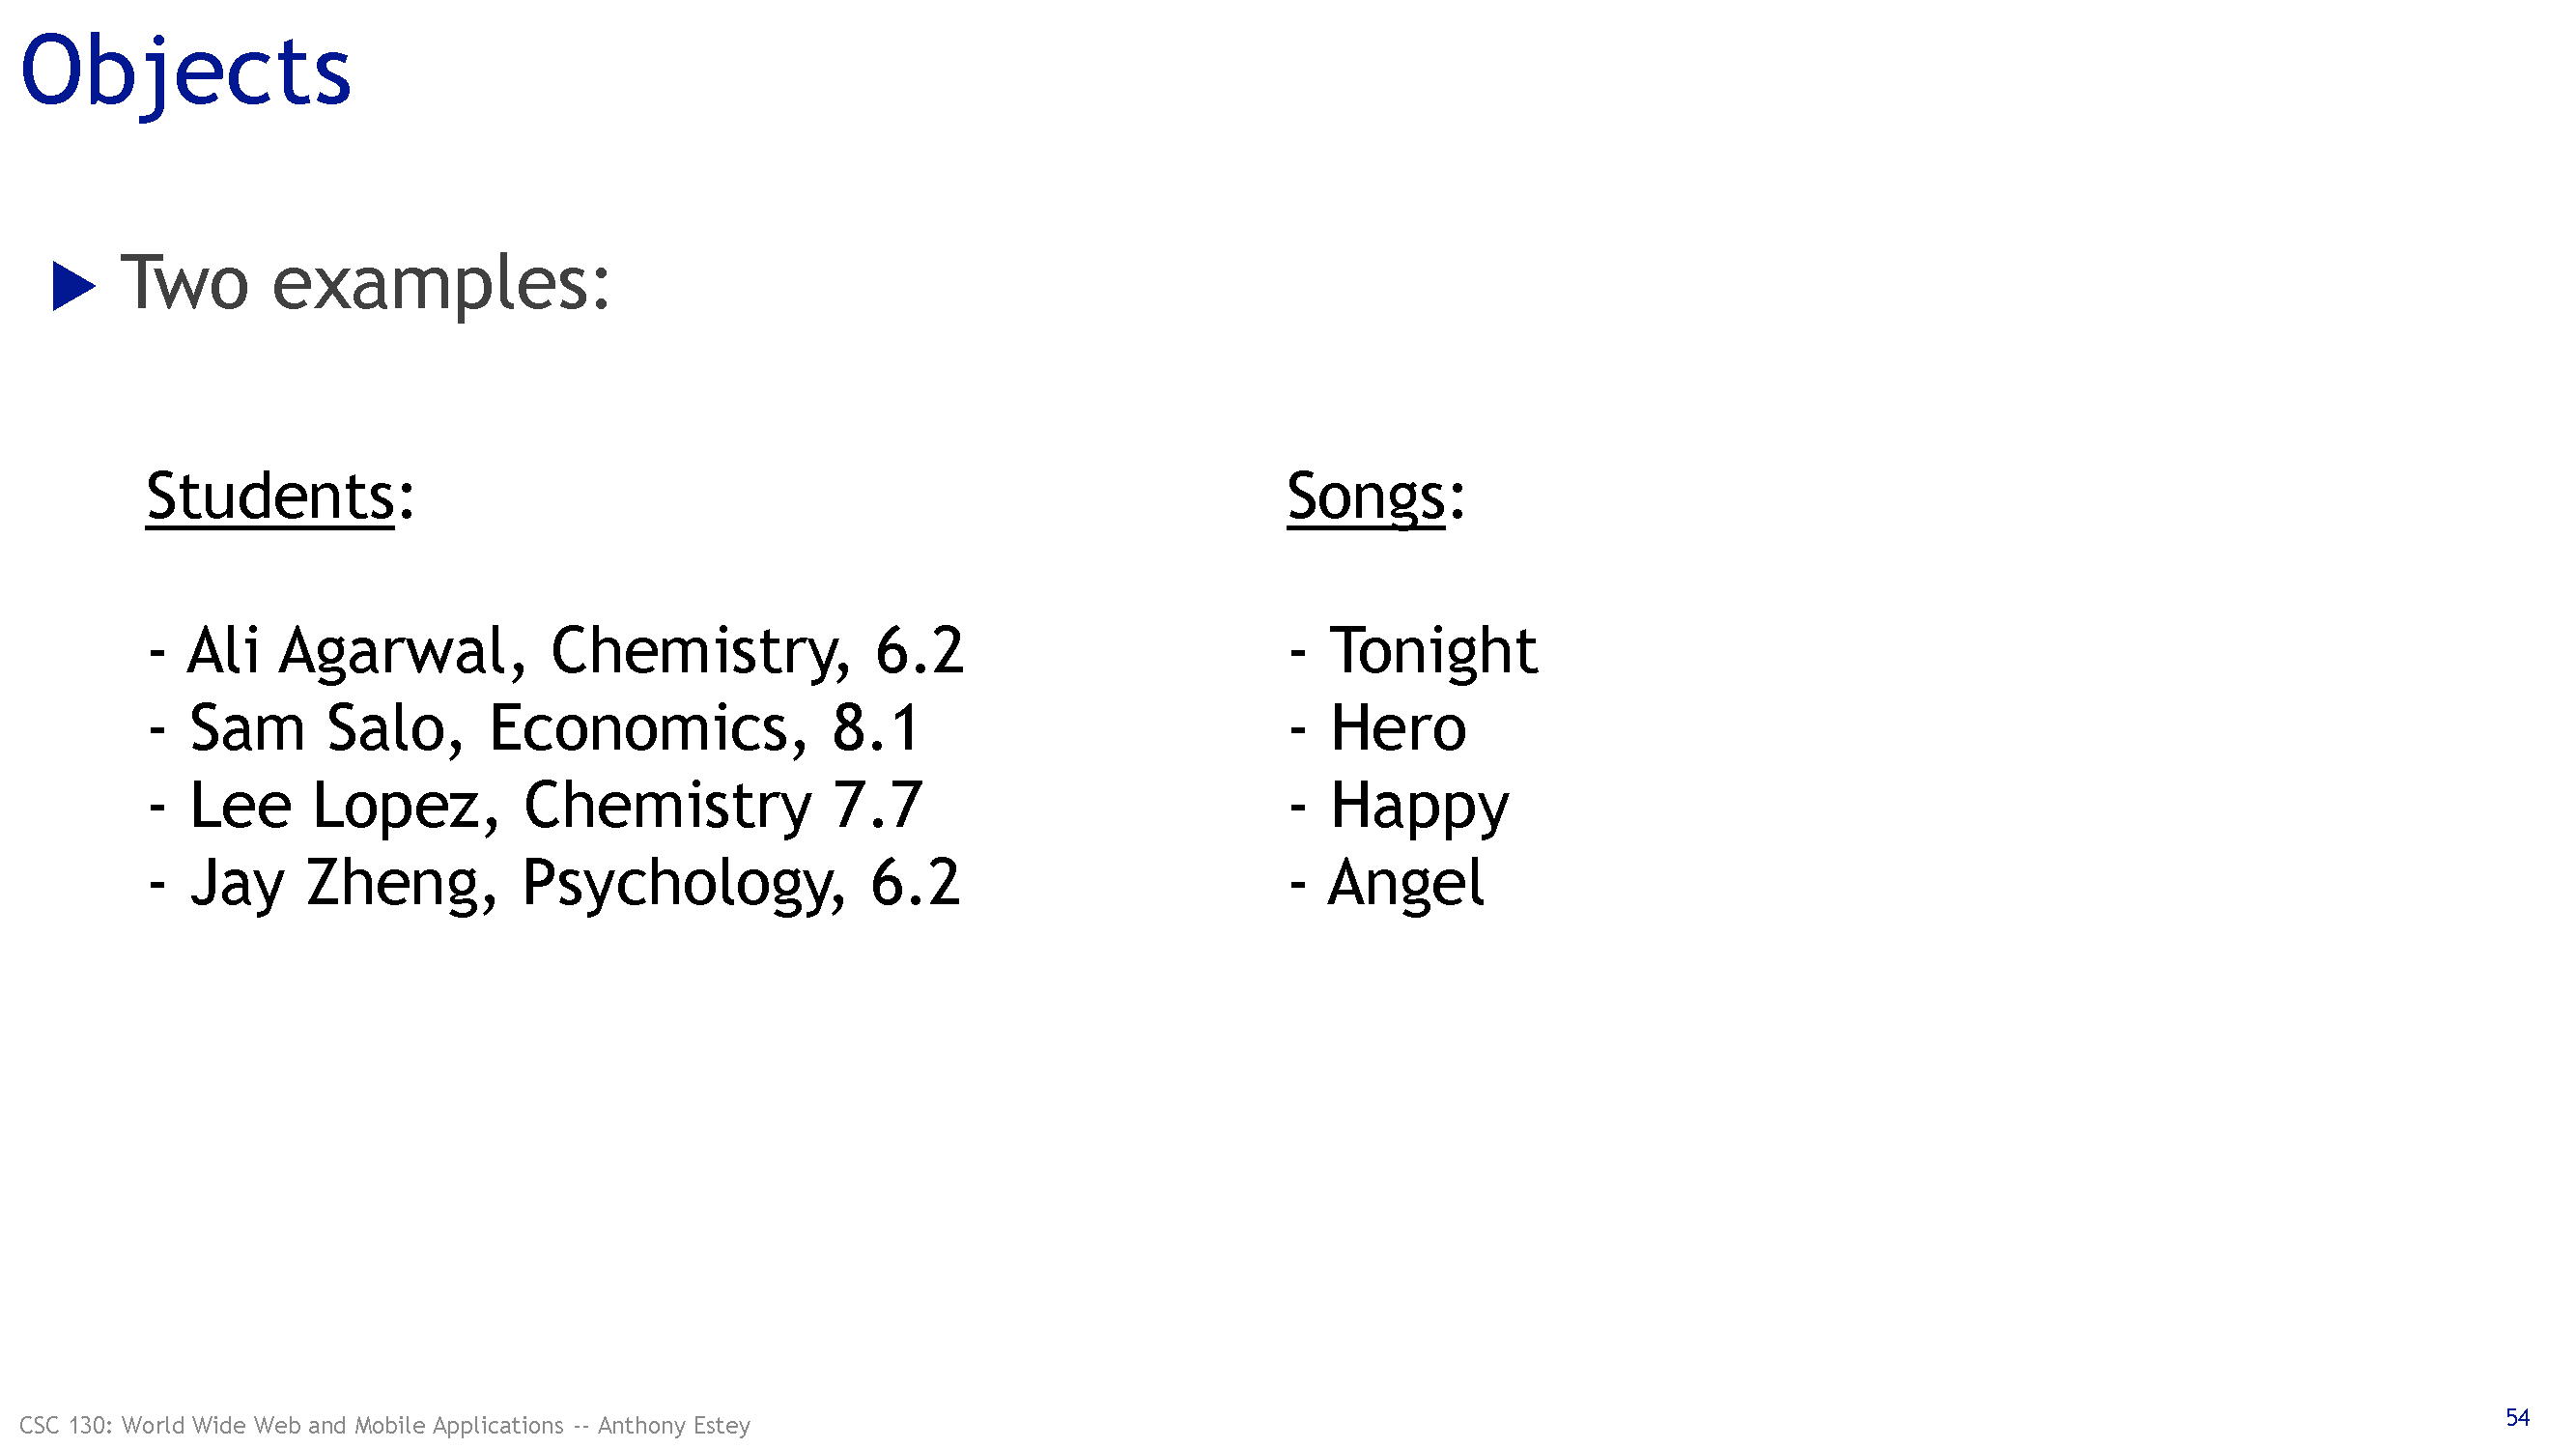 Objects
Two examples:
Students:
- Ali Agarwal, Chemistry, 6.2
- Sam Salo, Economics, 8.1
- Lee Lopez, Chemistry 7.7
- Jay Zheng, Psychology, 6.2
Songs:
- Tonight
- Hero
- Happy
- Angel
CSC 130: World Wide Web and Mobile Applications -- Anthony Estey
54